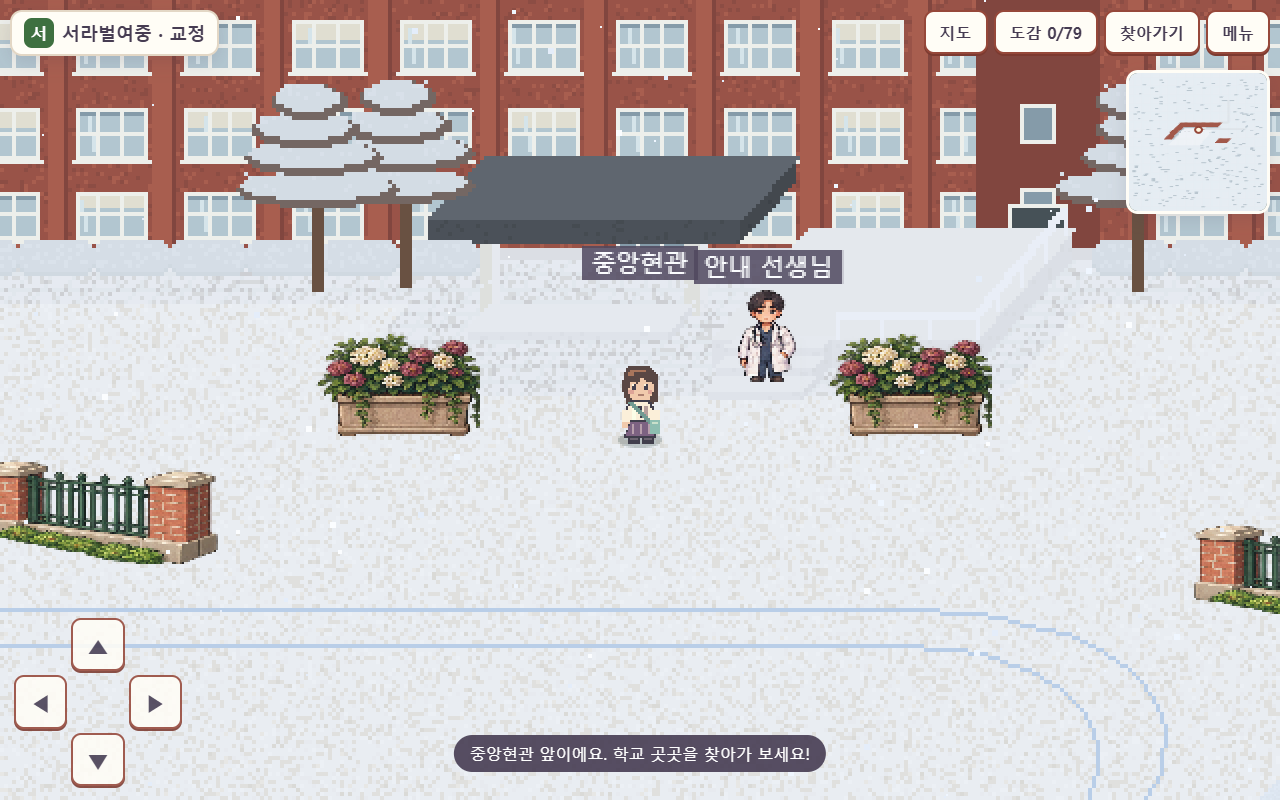 서 서라벌여중 · 교정
지도
도감 0/79
찾아가기
메뉴
중앙현관
안내 선생님
중앙현관 앞이에요. 학교 곳곳을 찾아가 보세요!